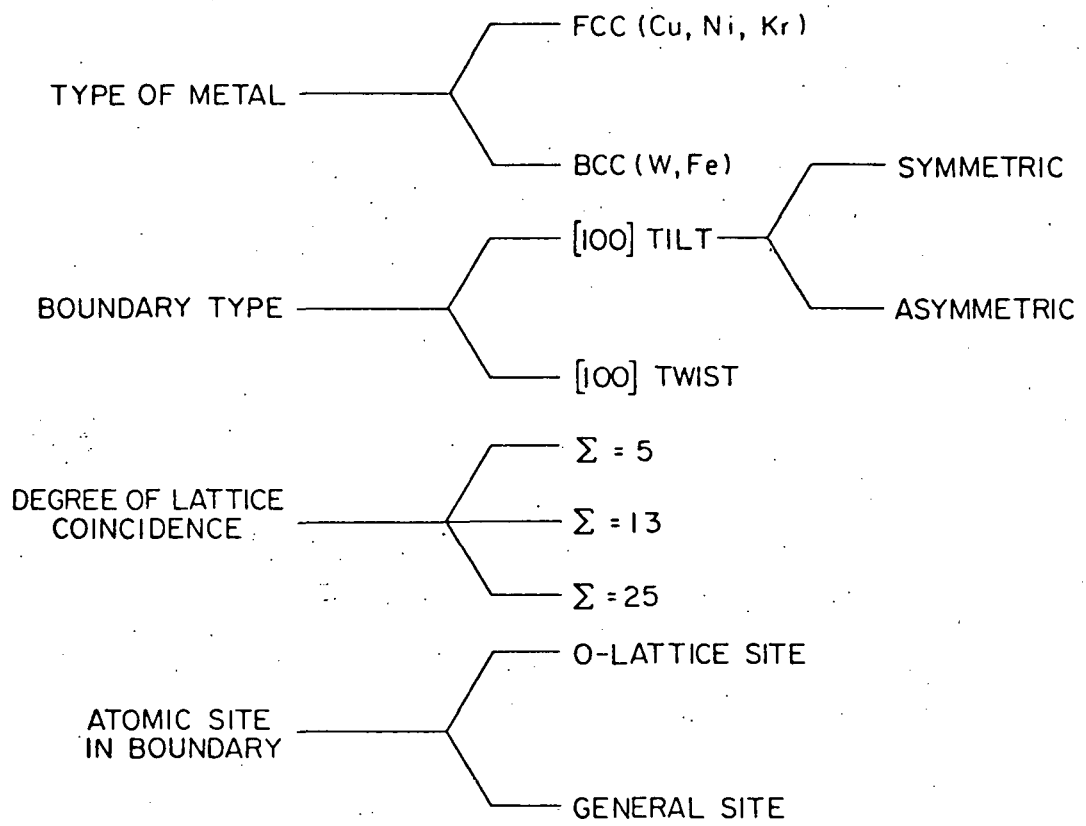 FCC (Cu, Ni, Kr)
TYPE OF METAL
BCC (W, Fe)
SYMMETRIC
[100] TILT
BOUNDARY TYPE
ASYMMETRIC
[100] TWIST
Σ = 5
DEGREE OF LATTICE
COINCIDENCE
Σ = 13
Σ = 25
O-LATTICE SITE
ATOMIC SITE
IN BOUNDARY
GENERAL SITE